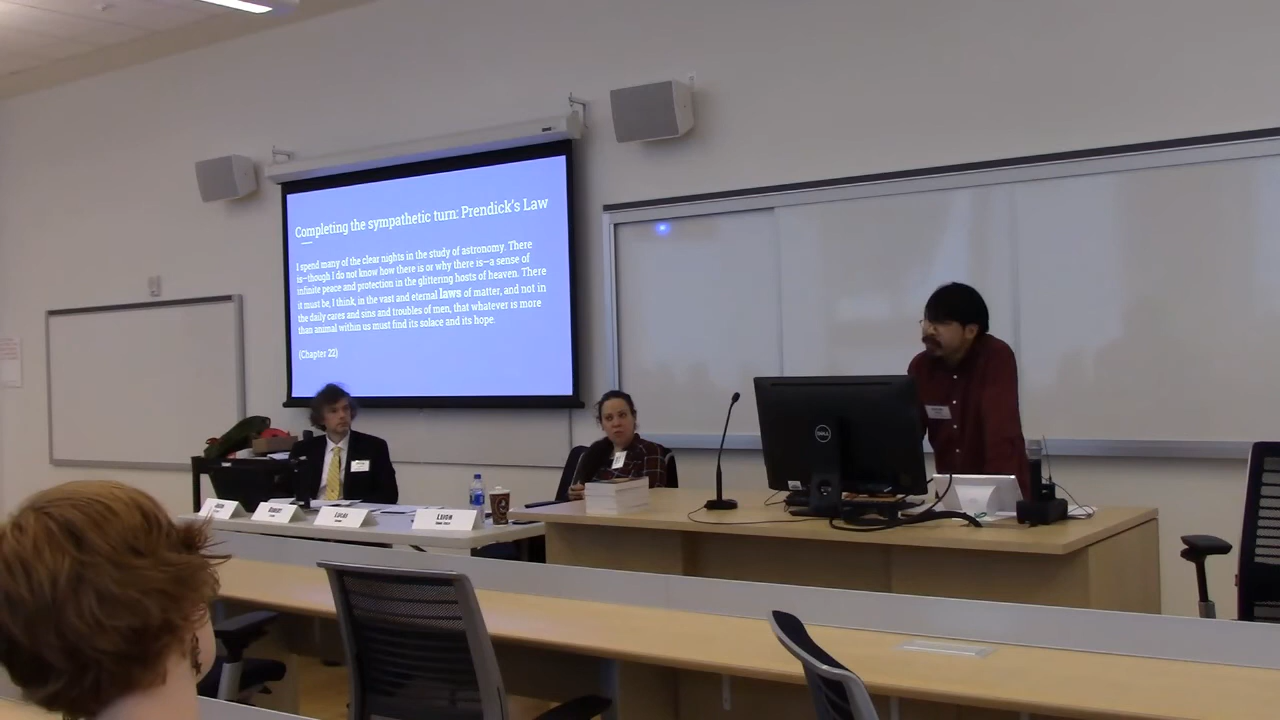 Completing the sympathetic turn: Prendick's Law
I spend many of the clear nights in the study of astronomy. There
is—though I do not know how there is or why there is—a sense of
infinite peace and protection in the glittering hosts of heaven. There
it must be, I think, in the vast and eternal laws of matter, and not in
the daily cares and sins and troubles of men, that whatever is more
than animal within us must find its solace and its hope.
(Chapter 22)
DELL